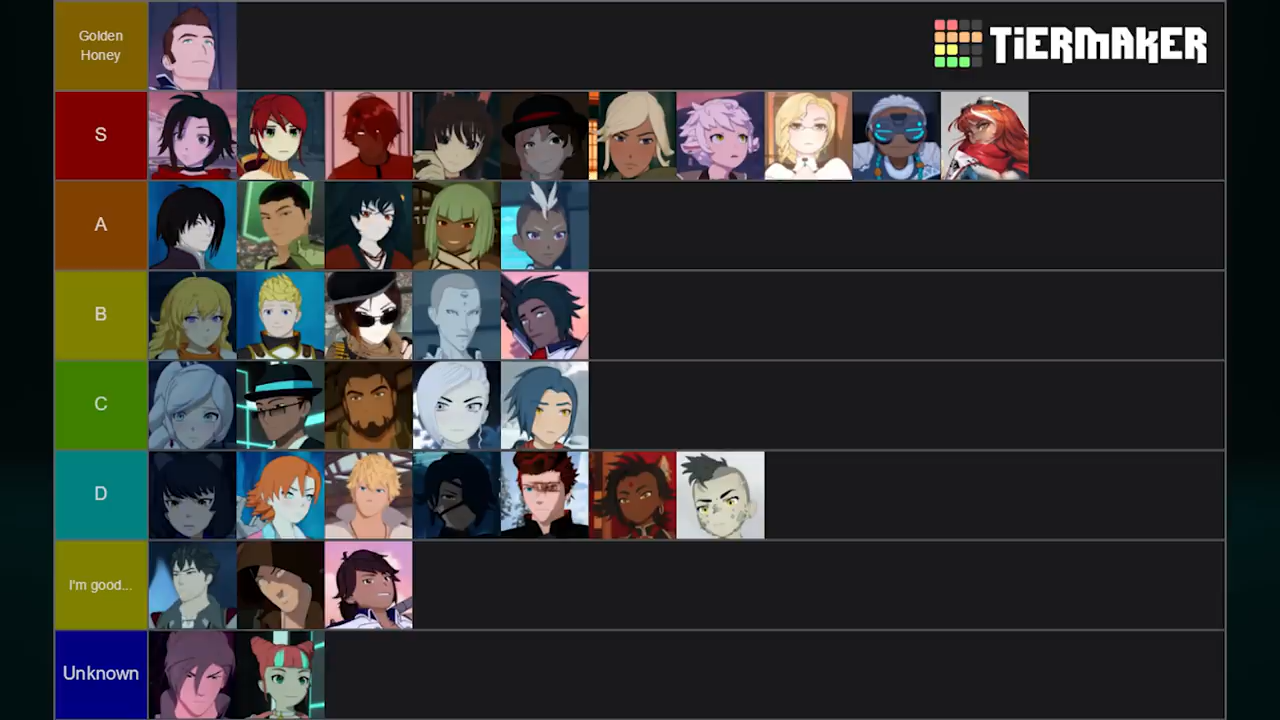 Golden
Honey
TiERMAKER
S
A
B
C
D
I'm good...
Unknown